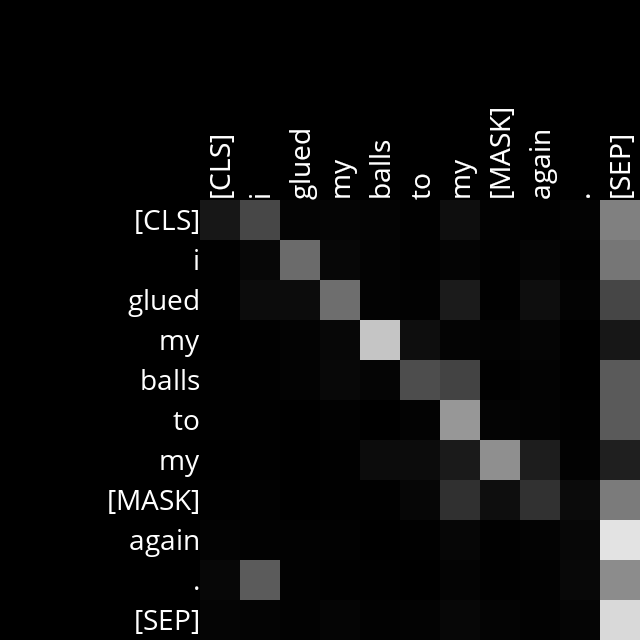 [CLS] i glued my balls to my [MASK] again . [SEP]
[CLS]
i
glued
my
balls
to
my
[MASK]
again
.
[SEP]